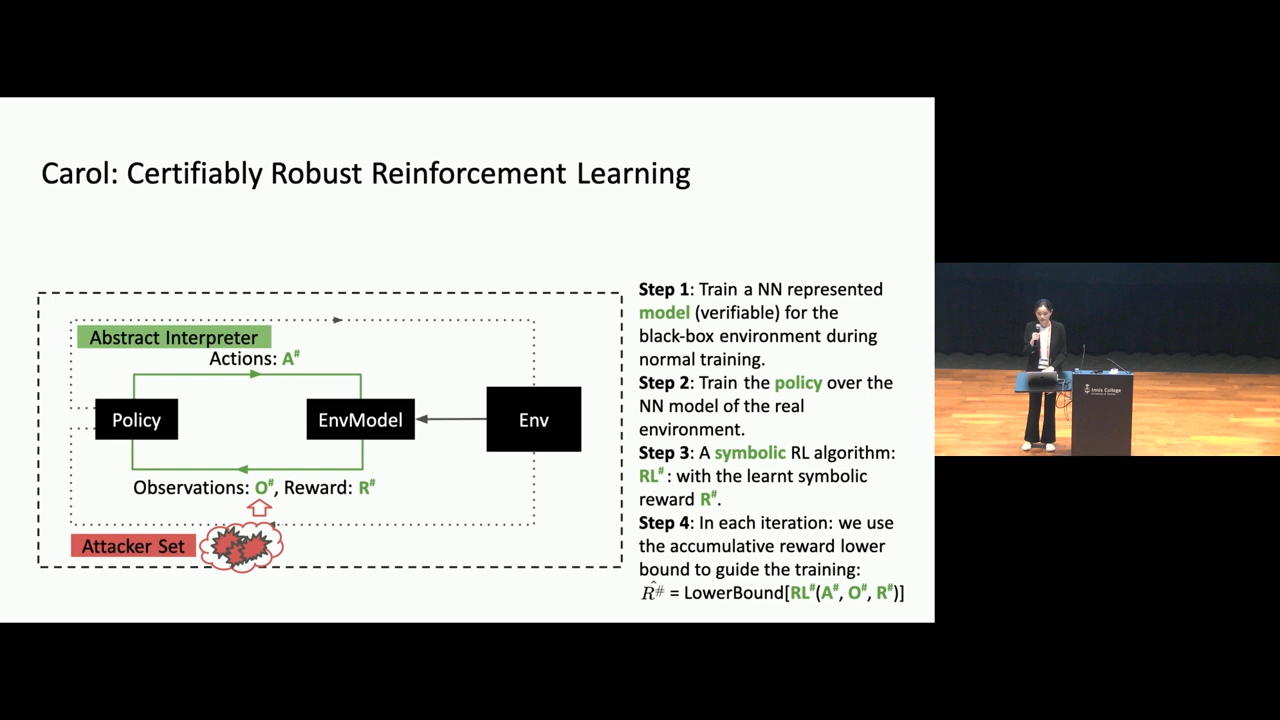 Carol: Certifiably Robust Reinforcement Learning
Abstract Interpreter
Actions: A#
Policy
EnvModel
Env
Observations: O#, Reward: R#
Attacker Set
Step 1: Train a NN represented
model (verifiable) for the
black-box environment during
normal training.
Step 2: Train the policy over the
NN model of the real
environment.
Step 3: A symbolic RL algorithm:
RL#: with the learnt symbolic
reward R#.
Step 4: In each iteration: we use
the accumulative reward lower
bound to guide the training:
R̂# = LowerBound[RL#(A#, O#, R#)]
Innis College